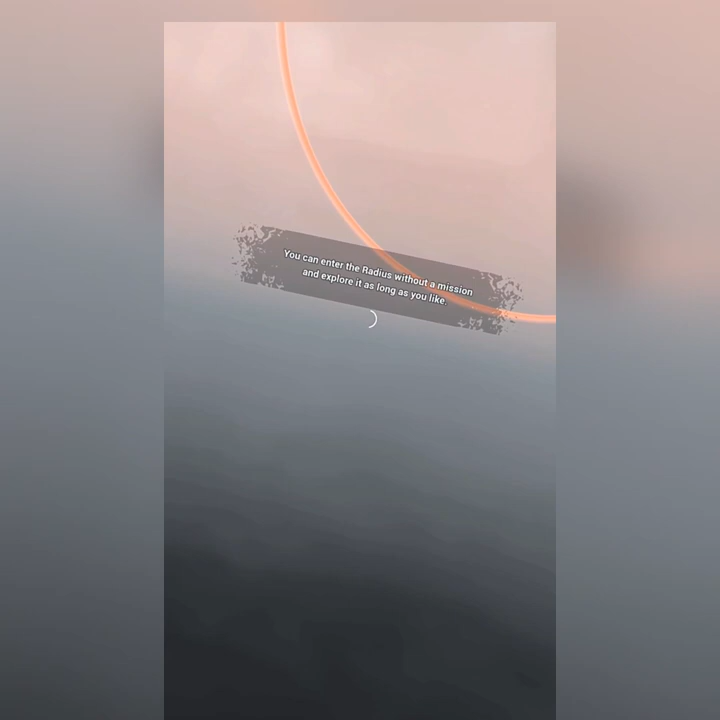 You can enter the Radius without a mission
and explore it as long as you like.